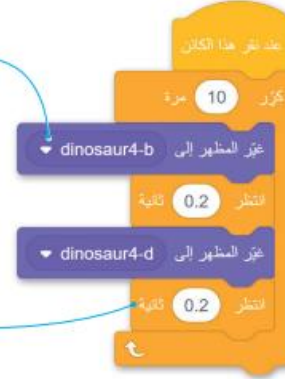 عند نقر هذا الكائن
كرّر 10 مرة
غيّر المظهر إلى dinosaur4-b
انتظر 0.2 ثانية
غيّر المظهر إلى dinosaur4-d
انتظر 0.2 ثانية